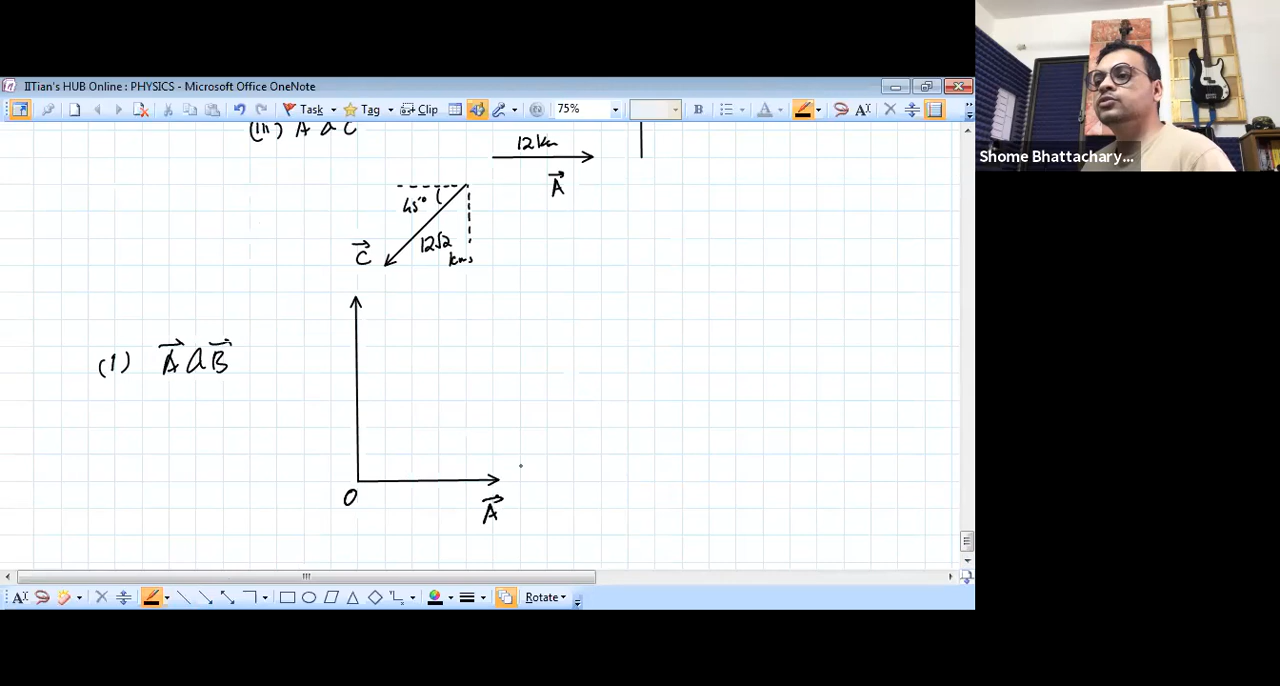 IITian's HUB Online : PHYSICS - Microsoft Office OneNote
Task Tag Clip 75% B A A
(iii) A & C
12 km
A
45°
12√2
kms
C
(1) A & B
O
A
A Rotate
Shome Bhattachary...